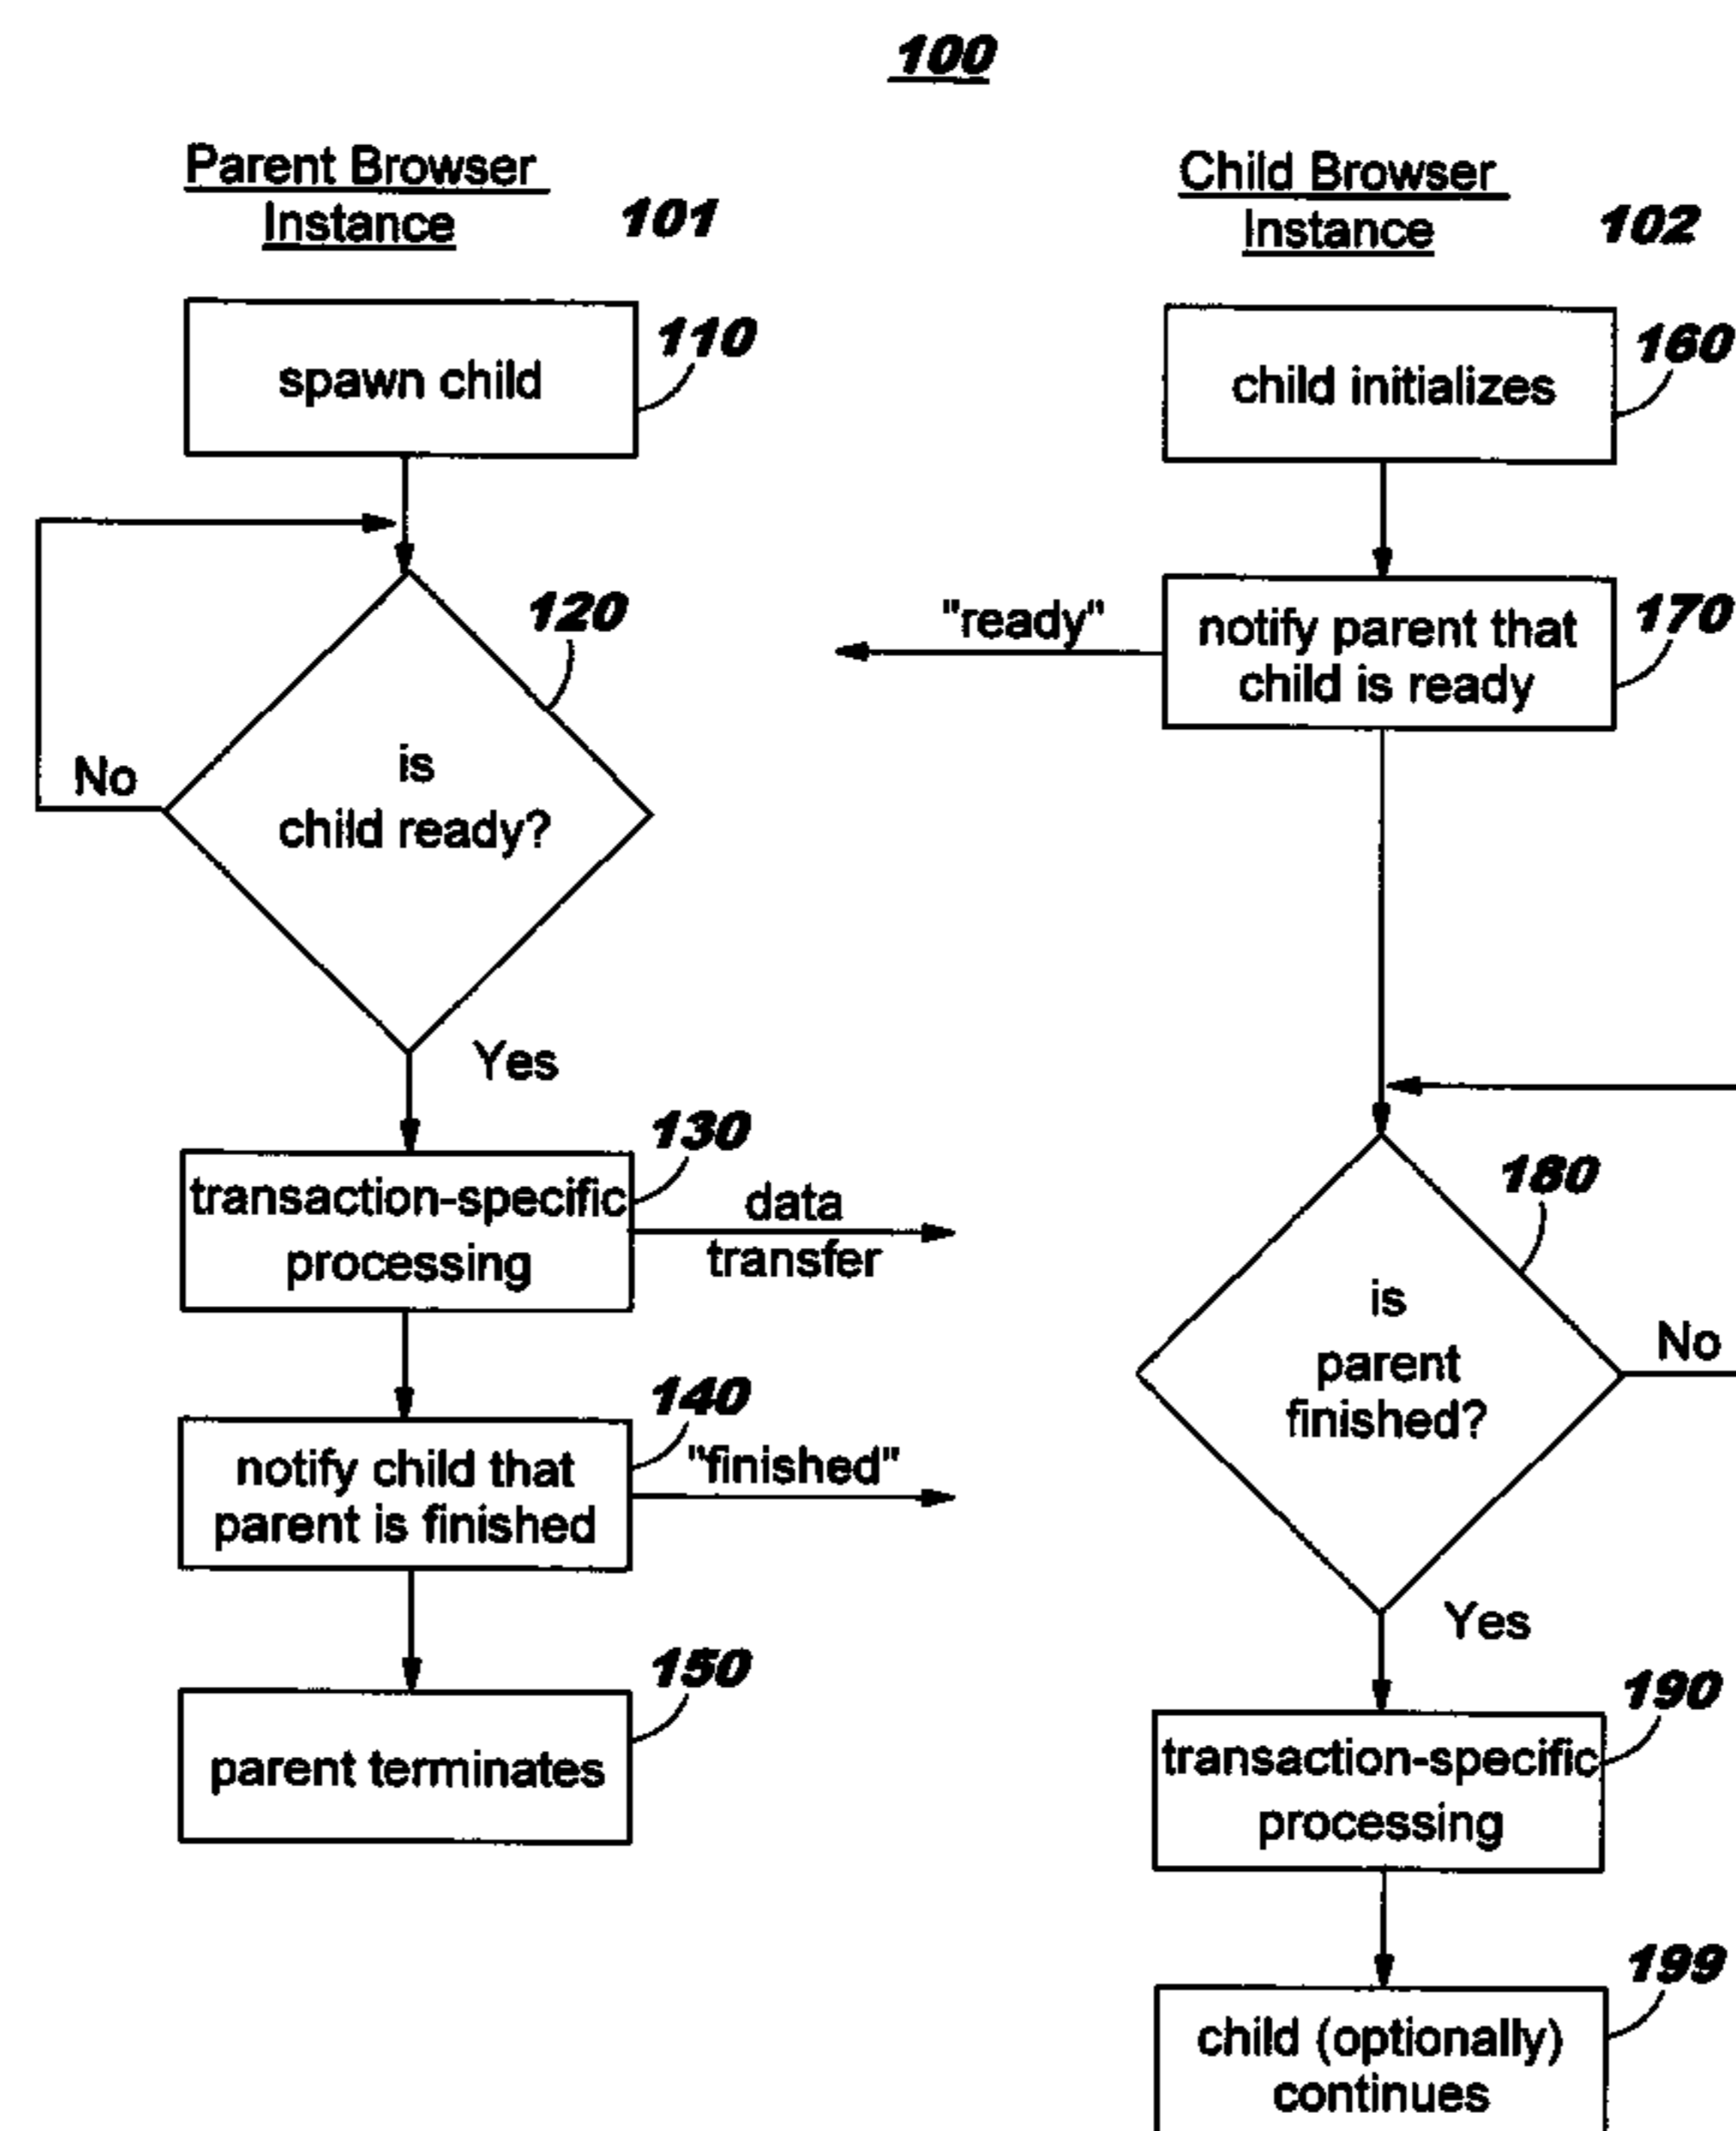 100
Parent Browser
Instance
101
spawn child
110
is
child ready?
120
No
Yes
transaction-specific
processing
130
data
transfer
notify child that
parent is finished
140
"finished"
parent terminates
150
Child Browser
Instance
102
child initializes
160
notify parent that
child is ready
170
"ready"
is
parent
finished?
180
No
Yes
transaction-specific
processing
190
child (optionally)
continues
199